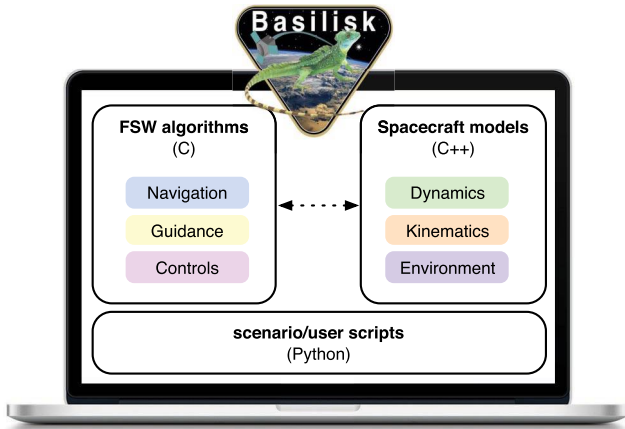 Basilisk
FSW algorithms
(C)
Navigation
Guidance
Controls
Spacecraft models
(C++)
Dynamics
Kinematics
Environment
scenario/user scripts
(Python)